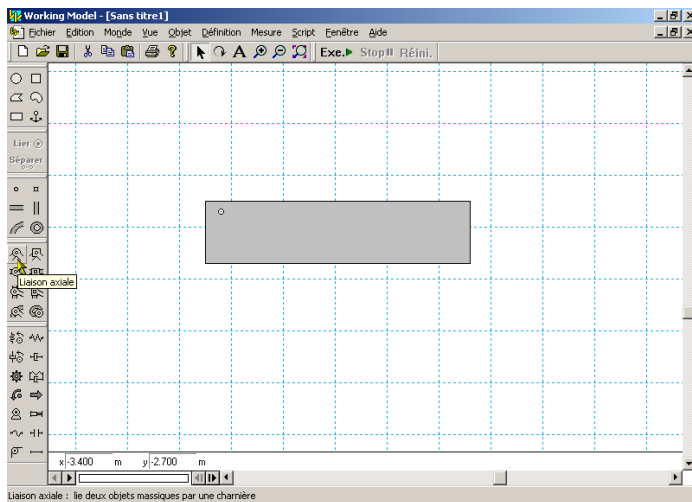 Working Model - [Sans titre1]
Fichier Edition Monde Vue Objet Définition Mesure Script Fenêtre Aide
A Exe. Stop Réini.
Lier
Séparer
Liaison axiale
x -3.400 m y -2.700 m
Liaison axiale : lie deux objets massiques par une charnière